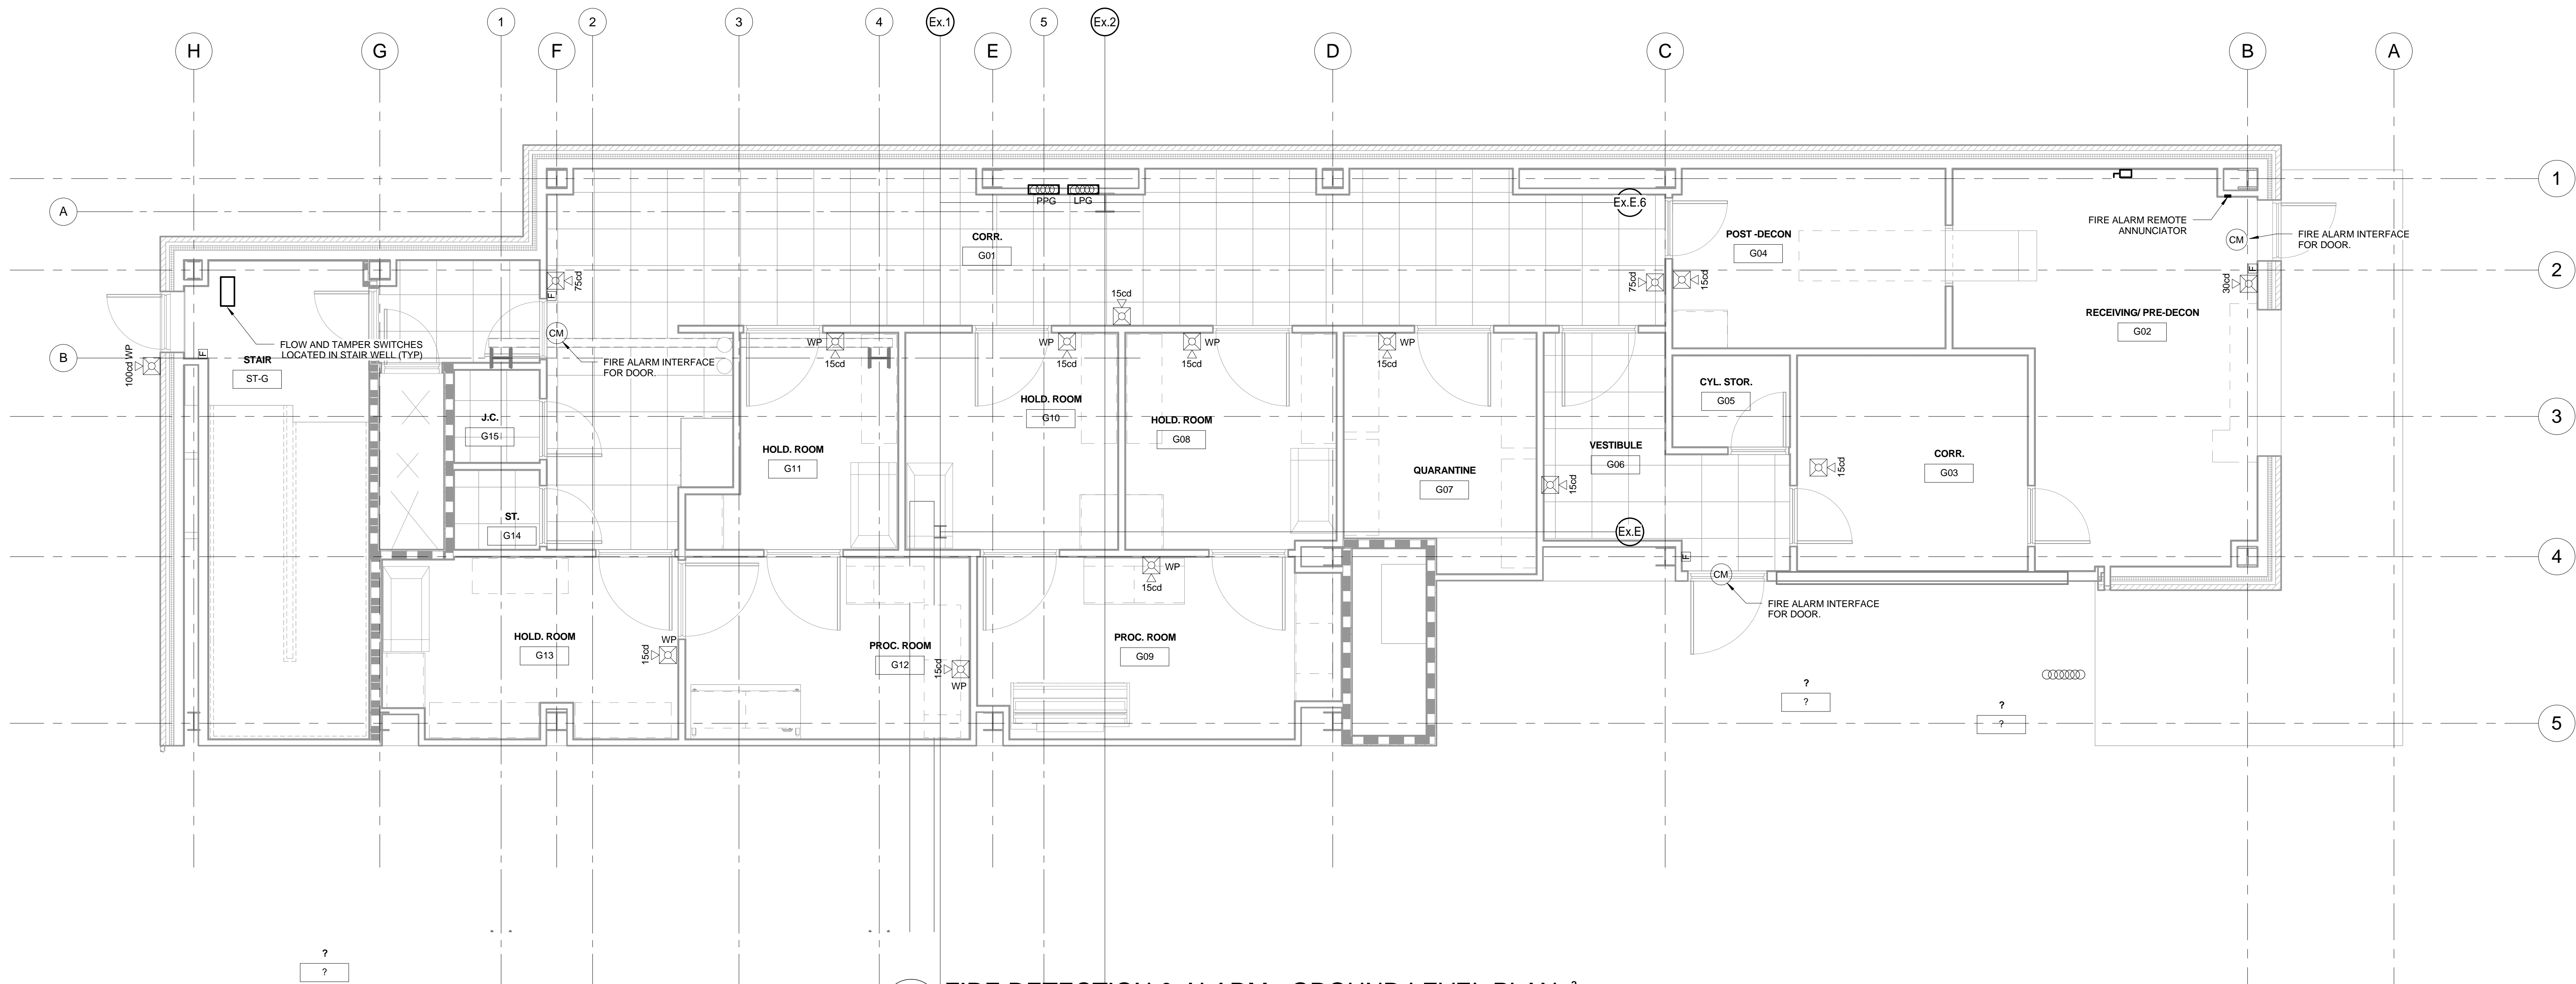 1
2
3
4
Ex.1
5
Ex.2
H
G
F
E
D
C
B
A
1
A
PPG
LPG
Ex.E.6
FIRE ALARM REMOTE
ANNUNCIATOR
CM
FIRE ALARM INTERFACE
FOR DOOR.
CORR.
G01
POST -DECON
G04
2
75cd
F
15cd
75cd
15cd
30cd
F
RECEIVING/ PRE-DECON
G02
CM
FIRE ALARM INTERFACE
FOR DOOR.
FLOW AND TAMPER SWITCHES
LOCATED IN STAIR WELL (TYP)
B
100cd WP
F
STAIR
ST-G
WP
15cd
WP
15cd
WP
15cd
WP
15cd
CYL. STOR.
G05
HOLD. ROOM
G10
HOLD. ROOM
G08
3
J.C.
G15
HOLD. ROOM
G11
QUARANTINE
G07
VESTIBULE
G06
15cd
15cd
CORR.
G03
ST.
G14
Ex.E
4
F
CM
FIRE ALARM INTERFACE
FOR DOOR.
WP
15cd
HOLD. ROOM
G13
WP
15cd
PROC. ROOM
G12
15cd
WP
PROC. ROOM
G09
?
?
?
?
5
?
?
FIRE DETECTION & ALARM - GROUND LEVEL PLAN